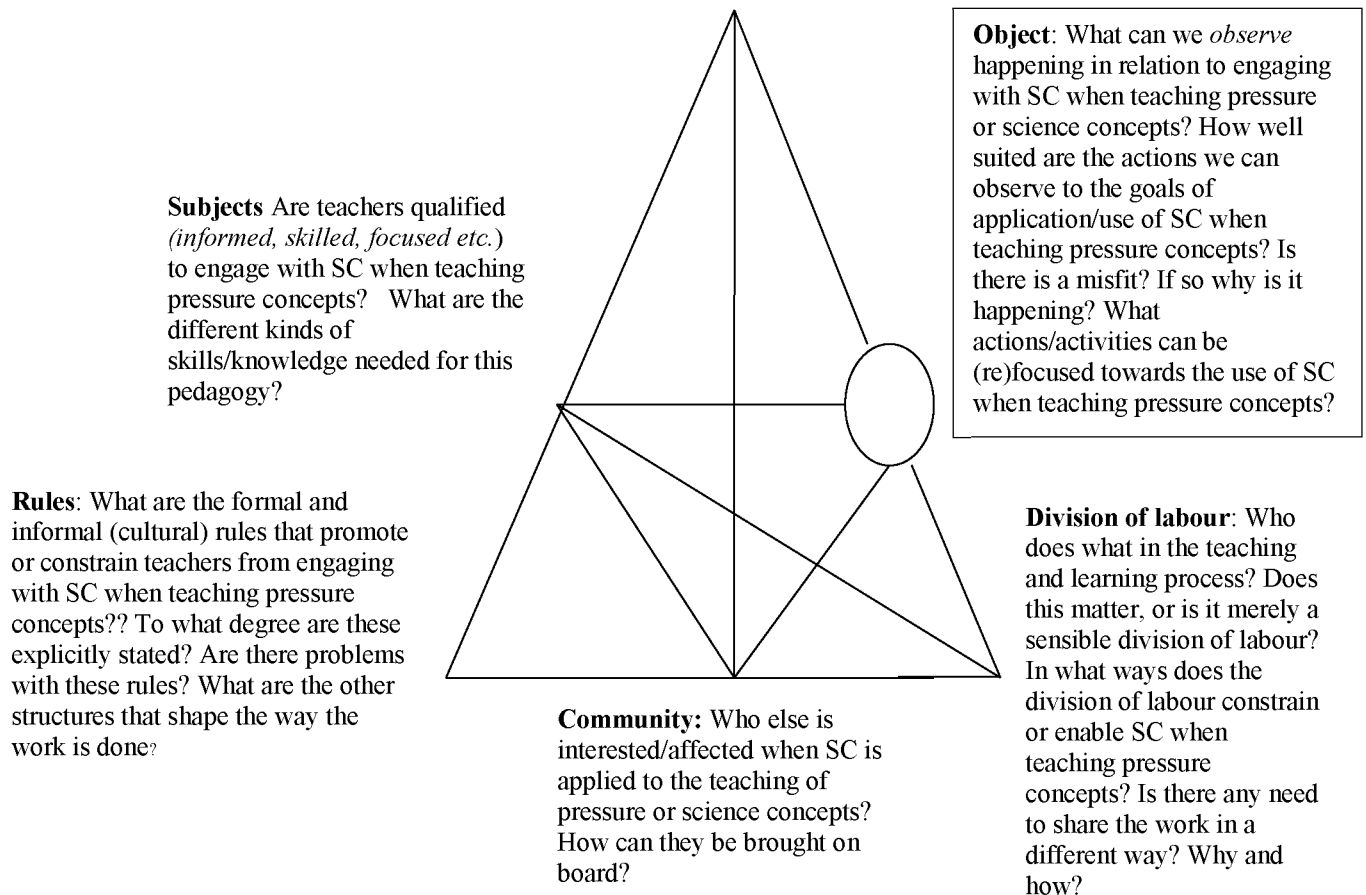 Object: What can we observe
happening in relation to engaging
with SC when teaching pressure
or science concepts? How well
suited are the actions we can
observe to the goals of
application/use of SC when
teaching pressure concepts? Is
there is a misfit? If so why is it
happening? What
actions/activities can be
(re)focused towards the use of SC
when teaching pressure concepts?
Subjects Are teachers qualified
(informed, skilled, focused etc.)
to engage with SC when teaching
pressure concepts? What are the
different kinds of
skills/knowledge needed for this
pedagogy?
Rules: What are the formal and
informal (cultural) rules that promote
or constrain teachers from engaging
with SC when teaching pressure
concepts?? To what degree are these
explicitly stated? Are there problems
with these rules? What are the other
structures that shape the way the
work is done?
Community: Who else is
interested/affected when SC is
applied to the teaching of
pressure or science concepts?
How can they be brought on
board?
Division of labour: Who
does what in the teaching
and learning process? Does
this matter, or is it merely a
sensible division of labour?
In what ways does the
division of labour constrain
or enable SC when
teaching pressure
concepts? Is there any need
to share the work in a
different way? Why and
how?